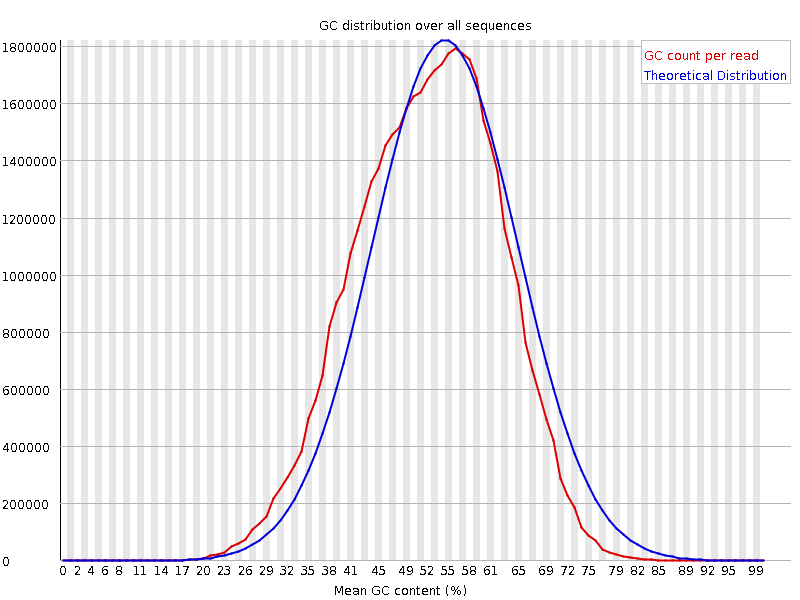 GC distribution over all sequences
GC count per read
Theoretical Distribution
1800000
1600000
1400000
1200000
1000000
800000
600000
400000
200000
0
0 2 4 6 8 11 14 17 20 23 26 29 32 35 38 41 45 49 52 55 58 61 65 69 72 75 79 82 85 89 92 95 99
Mean GC content (%)